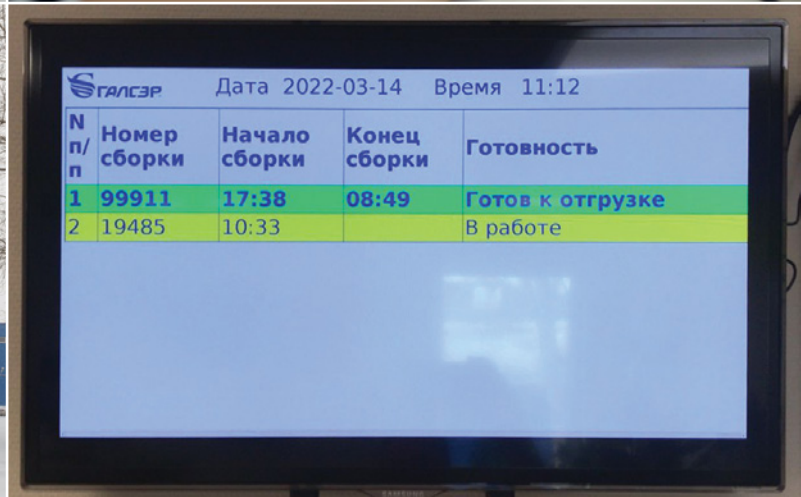 ГАЛСЭР Дата 2022-03-14 Время 11:12
N п/п Номер сборки Начало сборки Конец сборки Готовность
1 99911 17:38 08:49 Готов к отгрузке
2 19485 10:33 В работе
SAMSUNG